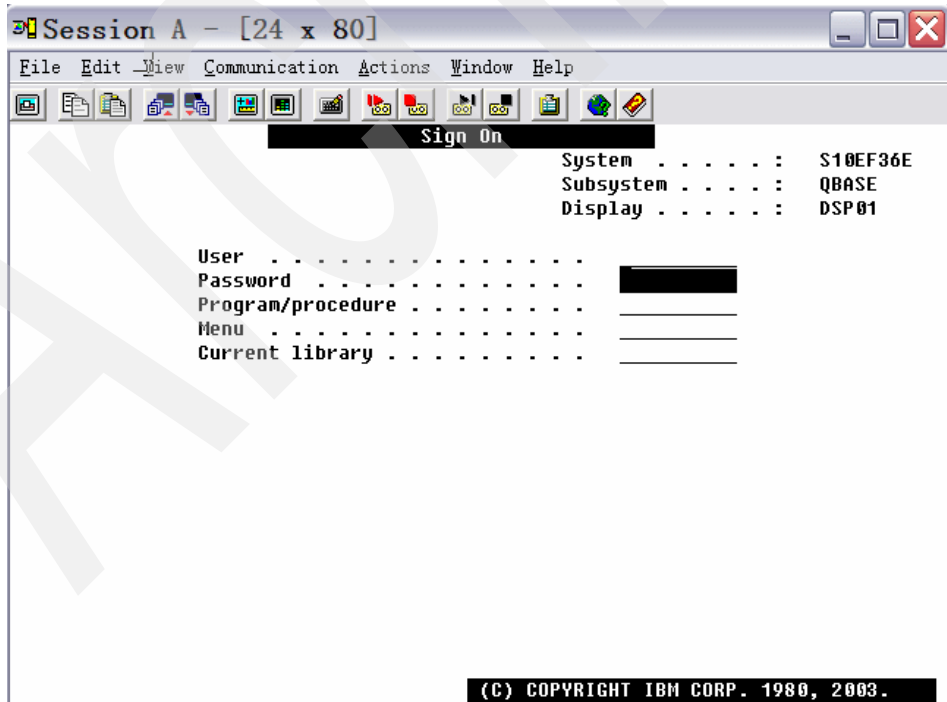 Session A - [24 x 80]
File Edit View Communication Actions Window Help
Sign On
System . . . . . : S10EF36E
Subsystem . . . . : QBASE
Display . . . . . : DSP01
User . . . . . . . . . . . . . .
Password . . . . . . . . . . . .
Program/procedure . . . . . . . .
Menu . . . . . . . . . . . . . .
Current library . . . . . . . . .
(C) COPYRIGHT IBM CORP. 1980, 2003.